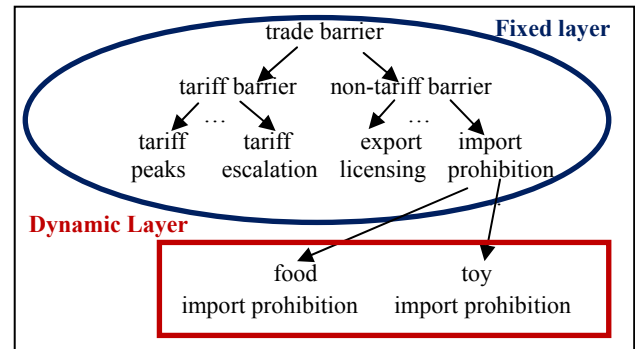 Fixed layer
trade barrier
tariff barrier non-tariff barrier
... ...
tariff tariff export import
peaks escalation licensing prohibition
Dynamic Layer
food toy
import prohibition import prohibition